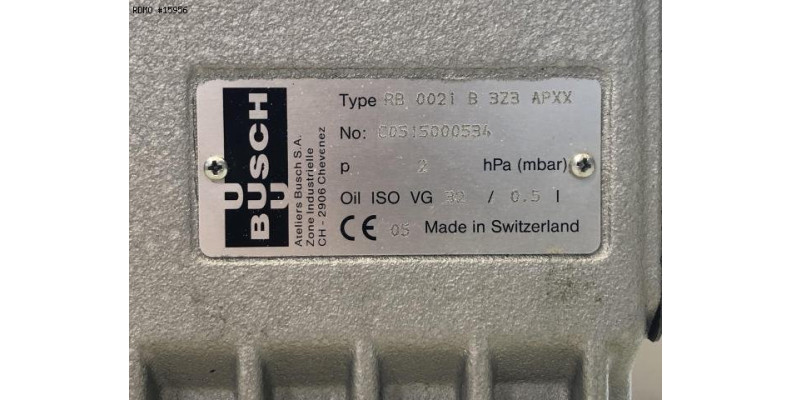 RDMO #15956
Type RB 0021 B 3Z3 APXX
No: C0515000534
p 2 hPa (mbar)
Oil ISO VG 32 / 0.5 l
CE 05 Made in Switzerland
BUSCH
Ateliers Busch S.A.
Zone Industrielle
CH - 2906 Chevenez